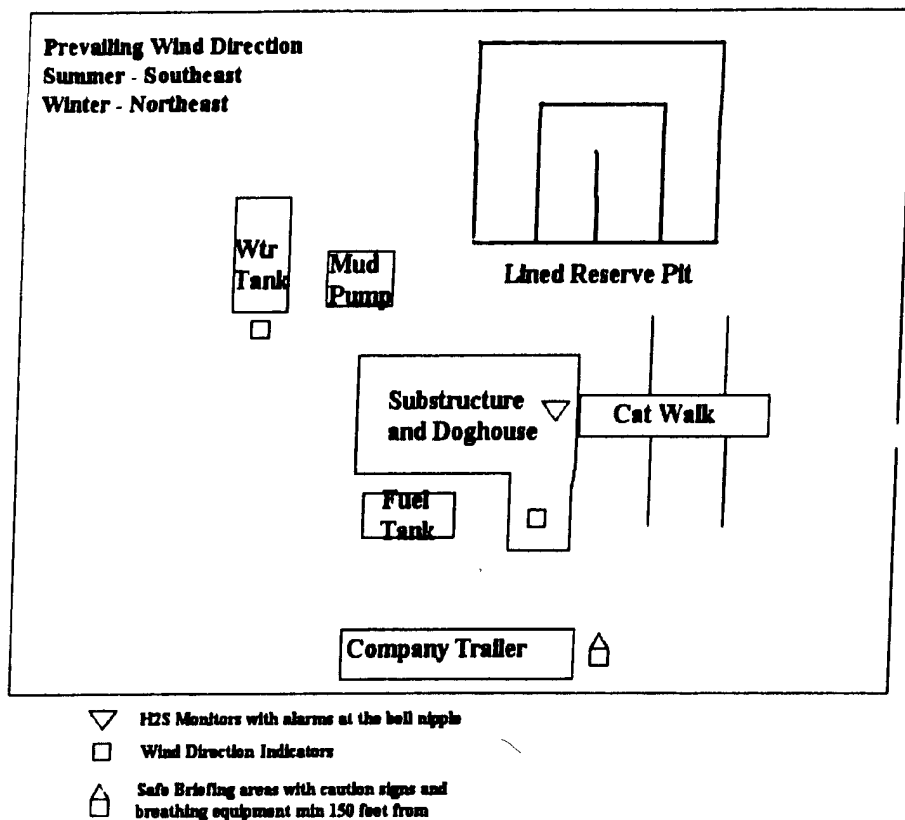 Prevailing Wind Direction
Summer - Southeast
Winter - Northeast
Wtr
Tank
Mud
Pump
Lined Reserve Pit
Substructure
and Doghouse
Cat Walk
Fuel
Tank
Company Trailer
H2S Monitors with alarms at the bell nipple
Wind Direction Indicators
Safe Briefing areas with caution signs and
breathing equipment min 150 feet from